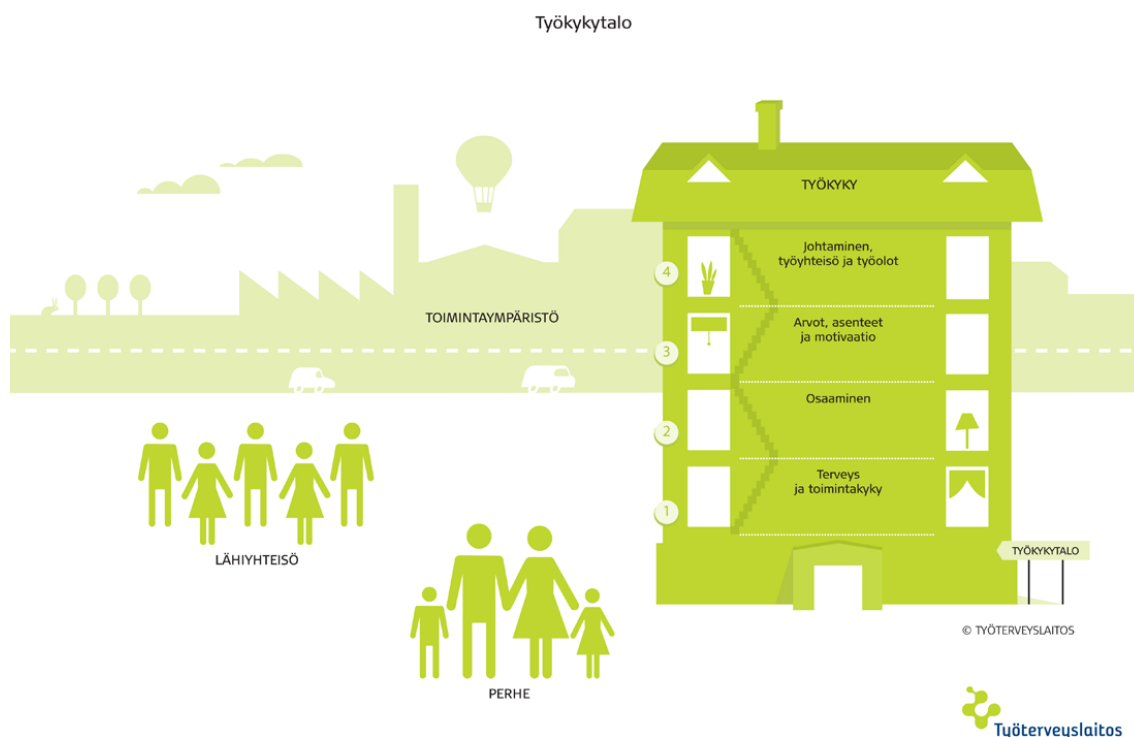 Työkykytalo
TYÖKYKY
4
Johtaminen,
työyhteisö ja työolot
TOIMINTAYMPÄRISTÖ
3
Arvot, asenteet
ja motivaatio
2
Osaaminen
1
Terveys
ja toimintakyky
LÄHIYHTEISÖ
TYÖKYKYTALO
PERHE
© TYÖTERVEYSLAITOS
Työterveyslaitos